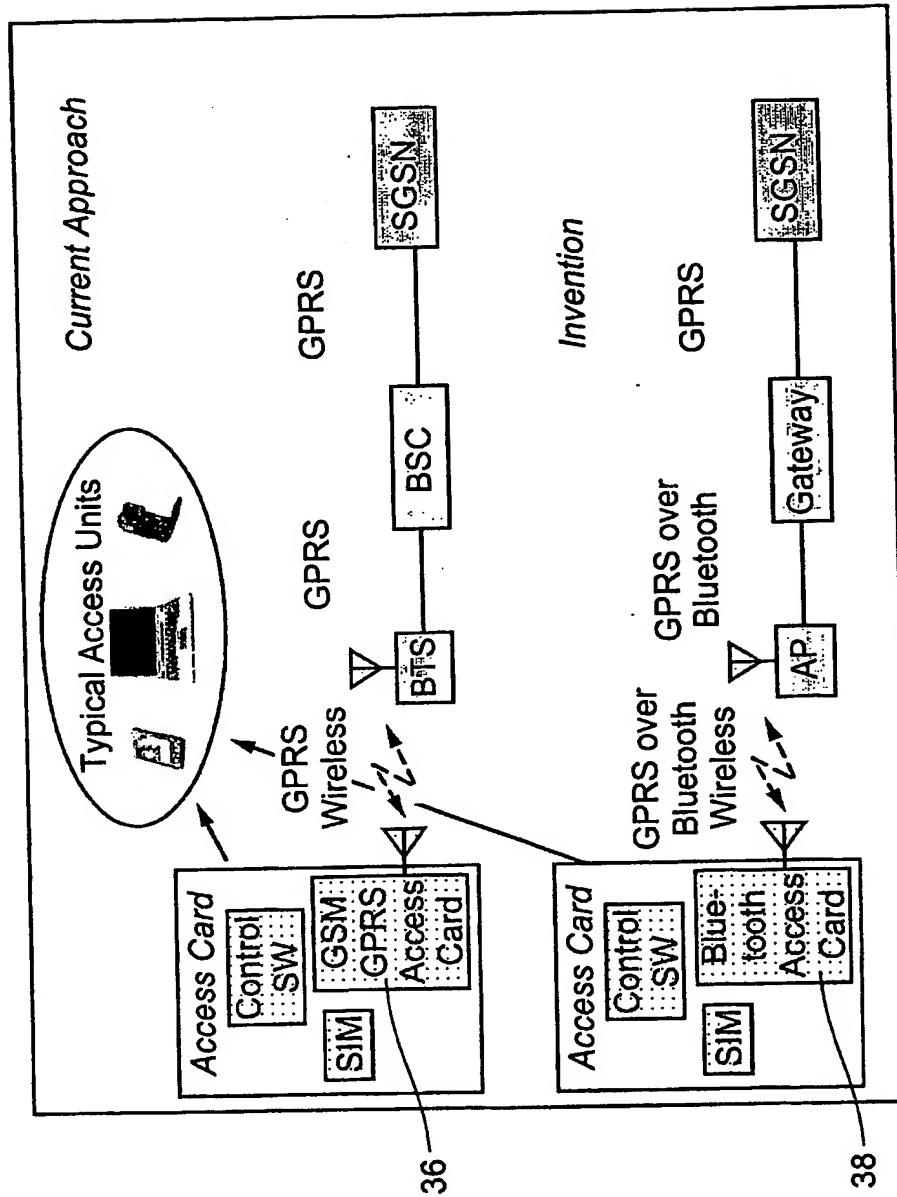 Current Approach
Typical Access Units
Access Card
Control
SW
SIM
GSM
GPRS
Access
Card
36
GPRS
Wireless
BTS
GPRS
BSC
GPRS
SGSN
Invention
Access Card
Control
SW
SIM
Blue-
tooth
Access
Card
38
GPRS over
Bluetooth
Wireless
AP
GPRS over
Bluetooth
Gateway
GPRS
SGSN